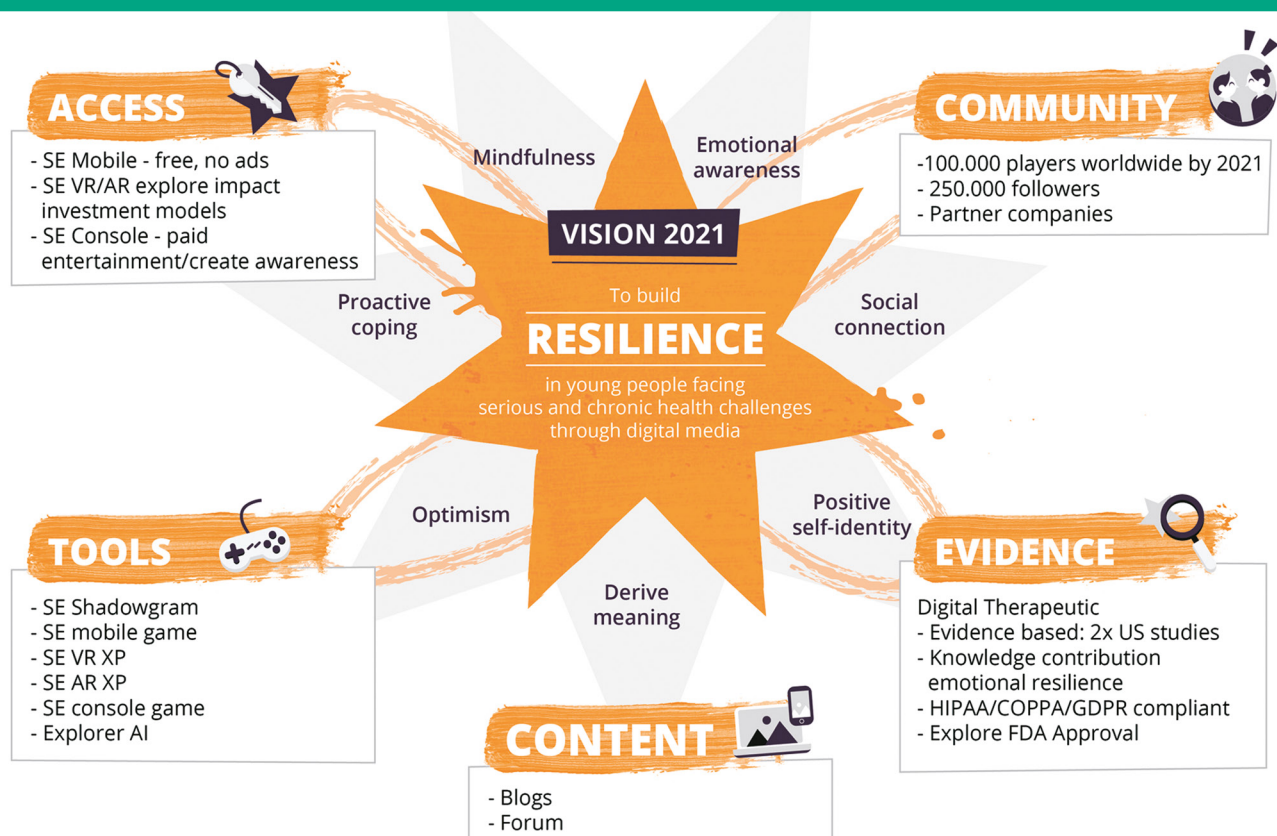 ACCESS
- SE Mobile - free, no ads
- SE VR/AR explore impact
investment models
- SE Console - paid
entertainment/create awareness
COMMUNITY
-100.000 players worldwide by 2021
- 250.000 followers
- Partner companies
Mindfulness
Emotional
awareness
Proactive
coping
Social
connection
VISION 2021
To build
RESILIENCE
in young people facing
serious and chronic health challenges
through digital media
Optimism
Positive
self-identity
Derive
meaning
TOOLS
- SE Shadowgram
- SE mobile game
- SE VR XP
- SE AR XP
- SE console game
- Explorer AI
EVIDENCE
Digital Therapeutic
- Evidence based: 2x US studies
- Knowledge contribution
emotional resilience
- HIPAA/COPPA/GDPR compliant
- Explore FDA Approval
CONTENT
- Blogs
- Forum